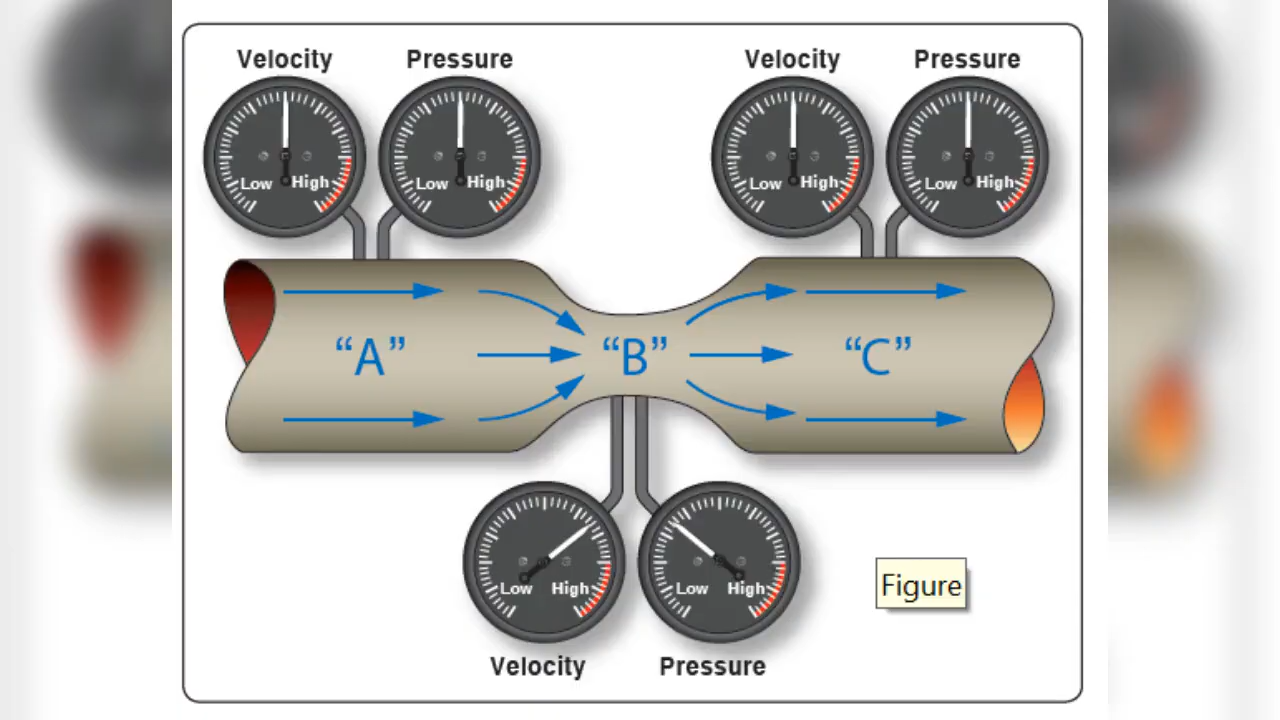 Velocity Pressure Velocity Pressure
Low High Low High Low High Low High
“A” “B” “C”
Low High Low High
Figure
Velocity Pressure